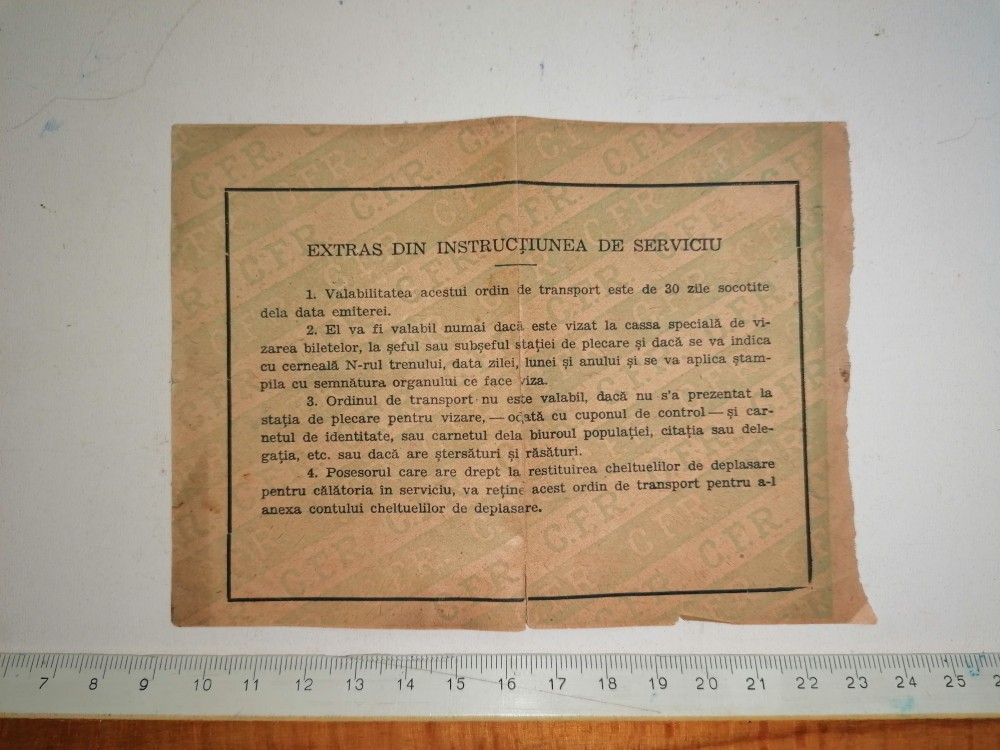 EXTRAS DIN INSTRUCȚIUNEA DE SERVICIU
1. Valabilitatea acestui ordin de transport este de 30 zile socotite
dela data emiterei.
2. El va fi valabil numai dacă este vizat la cassa specială de vi-
zarea biletelor, la șeful sau subșeful stației de plecare și dacă se va indica
cu cerneală N-rul trenului, data zilei, lunei și anului și se va aplica ștam-
pila cu semnătura organului ce face viza.
3. Ordinul de transport nu este valabil, dacă nu s'a prezentat la
stația de plecare pentru vizare, — odată cu cuponul de control — și car-
netul de identitate, sau carnetul dela biuroul populației, citația sau dele-
gația, etc. sau dacă are ștersături și răsături.
4. Posesorul care are drept la restituirea cheltuelilor de deplasare
pentru călătoria în serviciu, va reține acest ordin de transport pentru a-l
anexa contului cheltuelilor de deplasare.
7 8 9 10 11 12 13 14 15 16 17 18 19 20 21 22 23 24 25